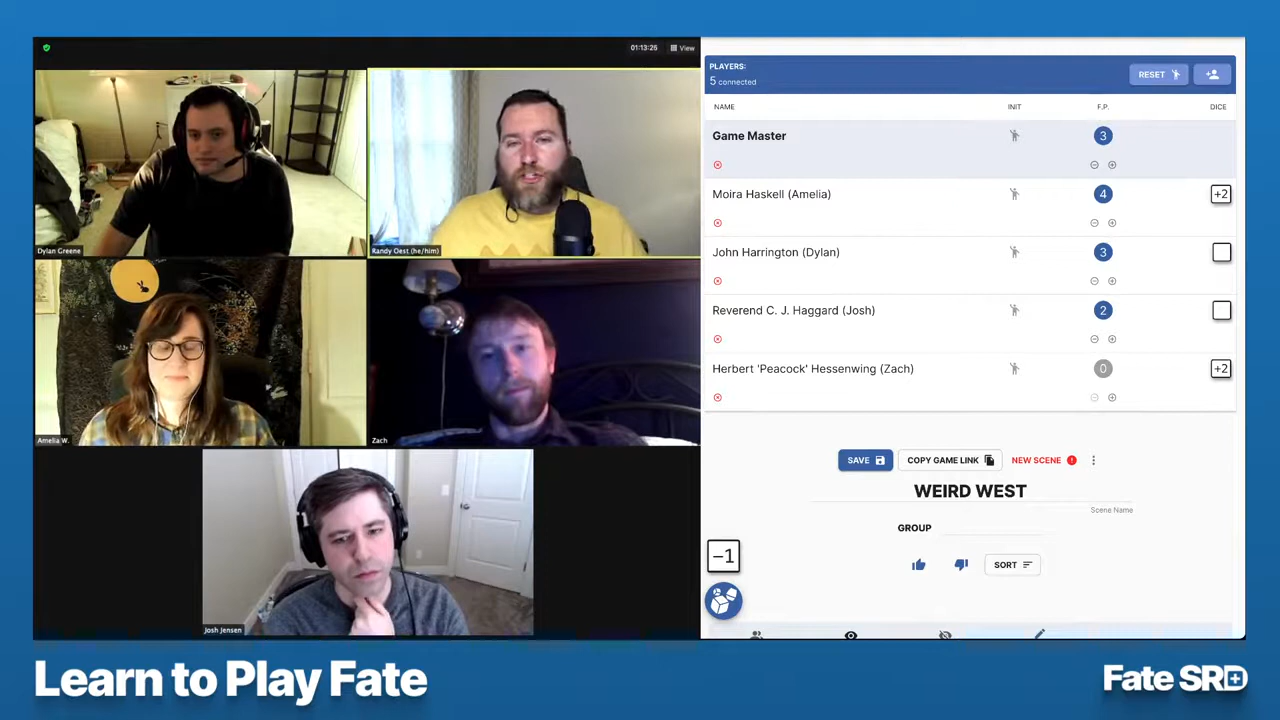 01:13:26
View
Dylan Greene
Randy Oest (he/him)
Amelia W.
Zach
Josh Jensen
PLAYERS:
5 connected
RESET
NAME INIT F.P. DICE
Game Master 3
Moira Haskell (Amelia) 4 +2
John Harrington (Dylan) 3
Reverend C. J. Haggard (Josh) 2
Herbert 'Peacock' Hessenwing (Zach) 0 +2
SAVE COPY GAME LINK NEW SCENE
WEIRD WEST
Scene Name
GROUP
−1
SORT
Learn to Play Fate
Fate SRD